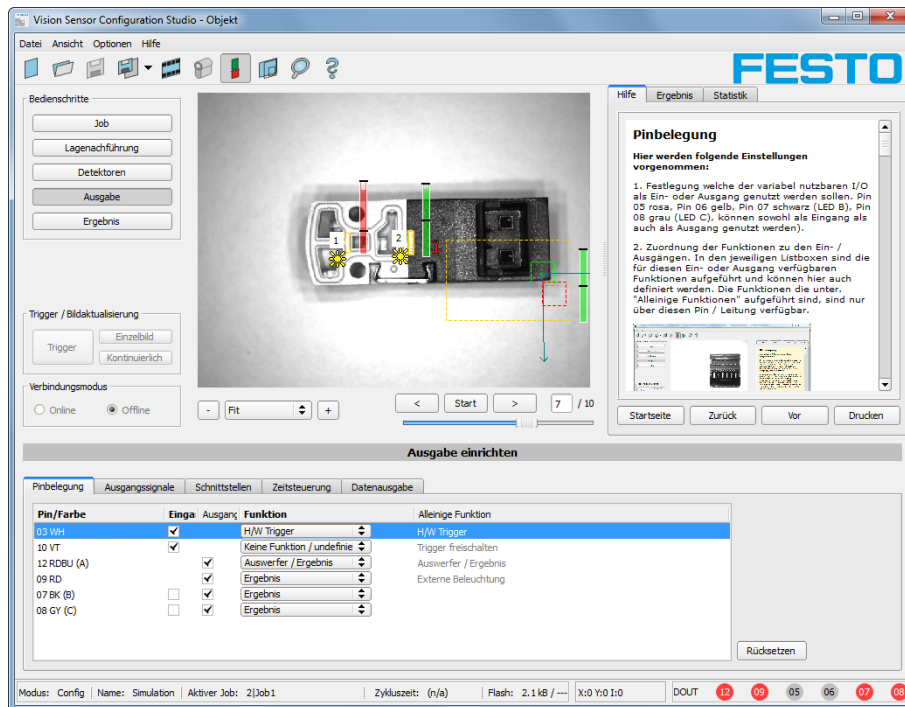 Vision Sensor Configuration Studio - Objekt
Datei Ansicht Optionen Hilfe
FESTO
Bedienschritte
Job
Lagenachführung
Detektoren
Ausgabe
Ergebnis
Trigger / Bildaktualisierung
Trigger
Einzelbild
Kontinuierlich
Verbindungsmodus
Online Offline
1
2
- Fit +
< Start > 7 / 10
Hilfe Ergebnis Statistik
Pinbelegung
Hier werden folgende Einstellungen
vorgenommen:
1. Festlegung welche der variabel nutzbaren I/O
als Ein- oder Ausgang genutzt werden sollen. Pin
05 rosa, Pin 06 gelb, Pin 07 schwarz (LED B), Pin
08 grau (LED C), können sowohl als Eingang als
auch als Ausgang genutzt werden).
2. Zuordnung der Funktionen zu den Ein- /
Ausgängen. In den jeweiligen Listboxen sind die
für diesen Ein- oder Ausgang verfügbaren
Funktionen aufgeführt und können hier auch
definiert werden. Die Funktionen die unter.
"Alleinige Funktionen" aufgeführt sind, sind nur
über diesen Pin / Leitung verfügbar.
Startseite Zurück Vor Drucken
Ausgabe einrichten
Pinbelegung Ausgangssignale Schnittstellen Zeitsteuerung Datenausgabe
Pin/Farbe Einga Ausgang Funktion Alleinige Funktion
03 WH H/W Trigger H/W Trigger
10 VT Keine Funktion / undefinie Trigger freischalten
12 RDBU (A) Auswerfer / Ergebnis Auswerfer / Ergebnis
09 RD Ergebnis Externe Beleuchtung
07 BK (B) Ergebnis
08 GY (C) Ergebnis
Rücksetzen
Modus: Config Name: Simulation Aktiver Job: 2|Job1 Zykluszeit: (n/a) Flash: 2.1 kB / --- X:0 Y:0 I:0 DOUT 12 09 05 06 07 08